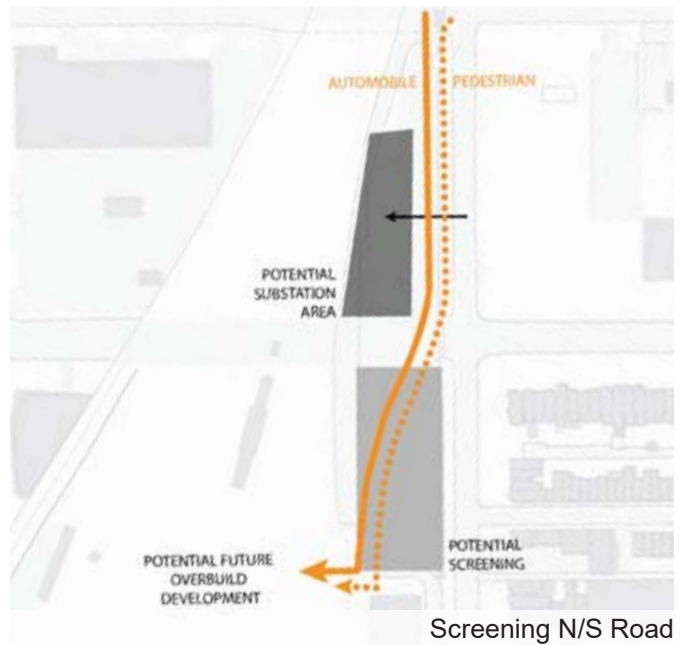 AUTOMOBILE PEDESTRIAN
POTENTIAL
SUBSTATION
AREA
POTENTIAL FUTURE
OVERBUILD
DEVELOPMENT
POTENTIAL
SCREENING
Screening N/S Road